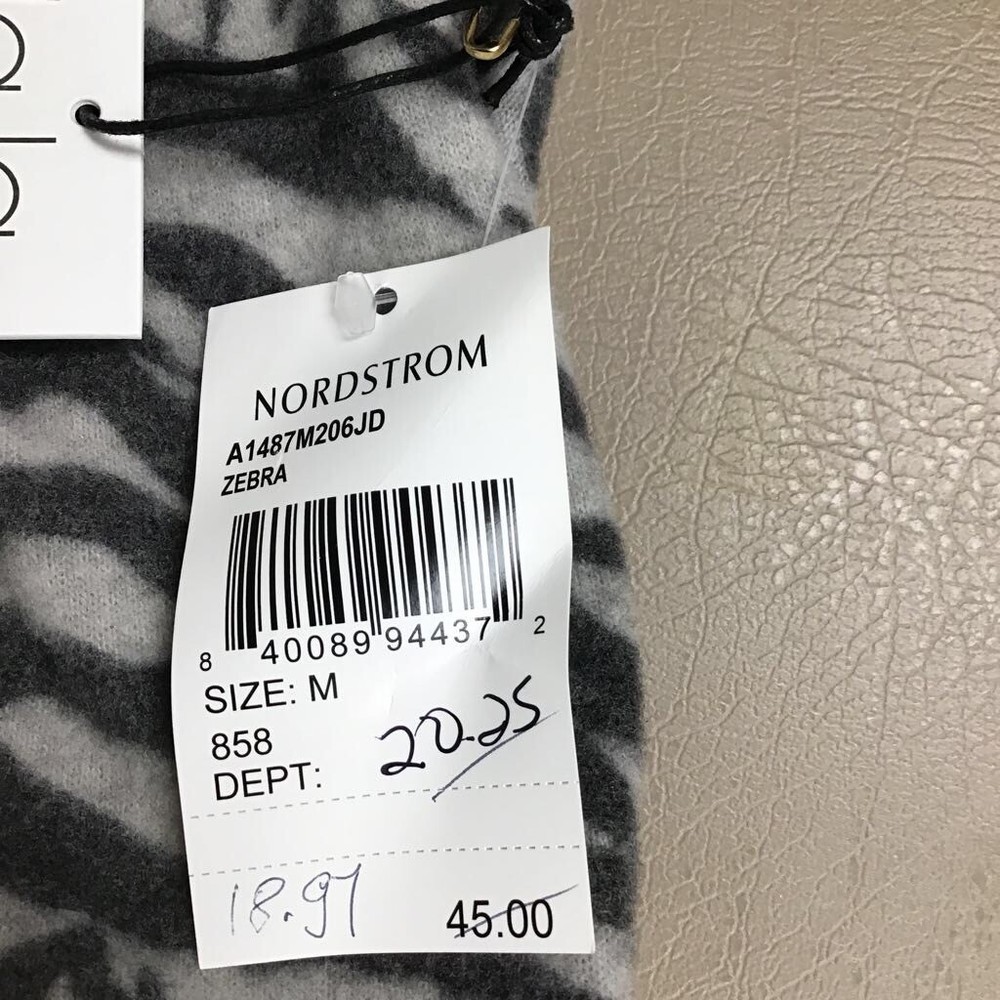 NORDSTROM
A1487M206JD
ZEBRA
8 40089 94437 2
SIZE: M
858
20.25
DEPT:
18.97
45.00